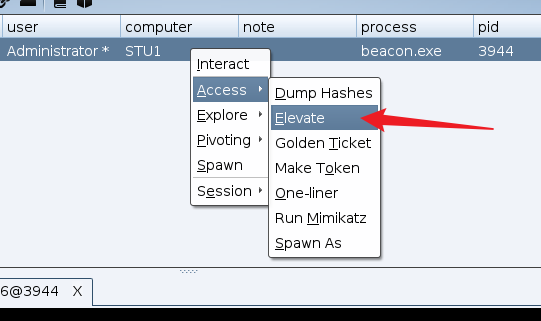 user computer note process pid
Administrator * STU1 beacon.exe 3944
Interact
Access
Explore
Pivoting
Spawn
Session
Dump Hashes
Elevate
Golden Ticket
Make Token
One-liner
Run Mimikatz
Spawn As
6@3944 X